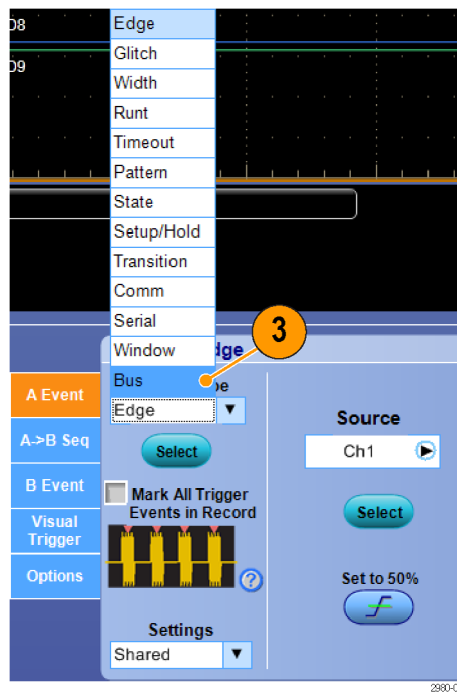 D8
D9
Edge
Glitch
Width
Runt
Timeout
Pattern
State
Setup/Hold
Transition
Comm
Serial
Window
Bus
3
A Event
A->B Seq
B Event
Visual
Trigger
Options
Edge
Select
Mark All Trigger
Events in Record
Settings
Shared
Source
Ch1
Select
Set to 50%